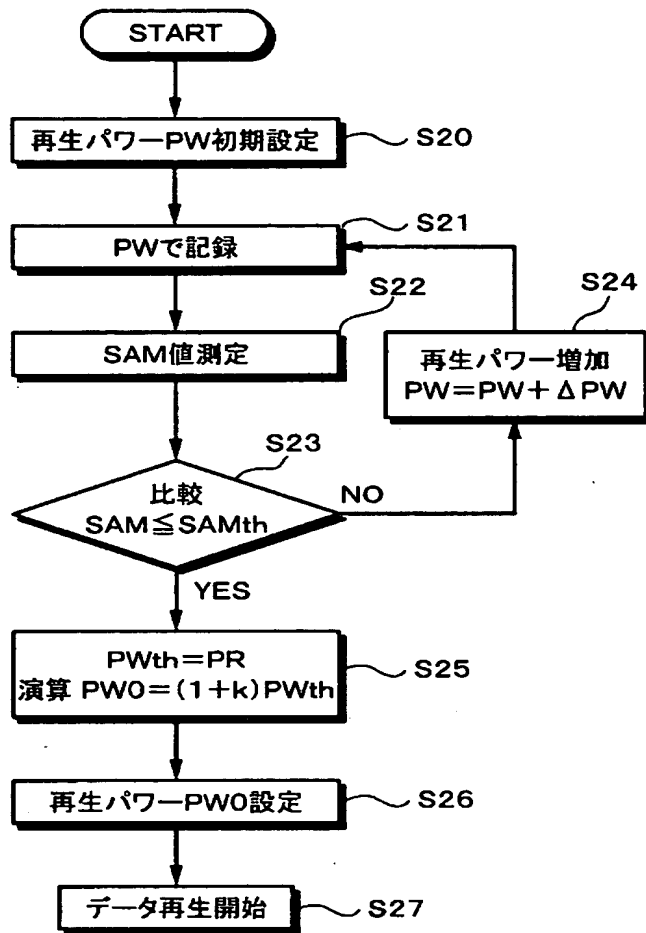 START
再生パワーPW初期設定
S20
PWで記録
S21
SAM値測定
S22
比較
SAM≦SAMth
S23
NO
再生パワー増加
PW=PW+ΔPW
S24
YES
PWth=PR
演算 PW0=(1+k)PWth
S25
再生パワーPW0設定
S26
データ再生開始
S27